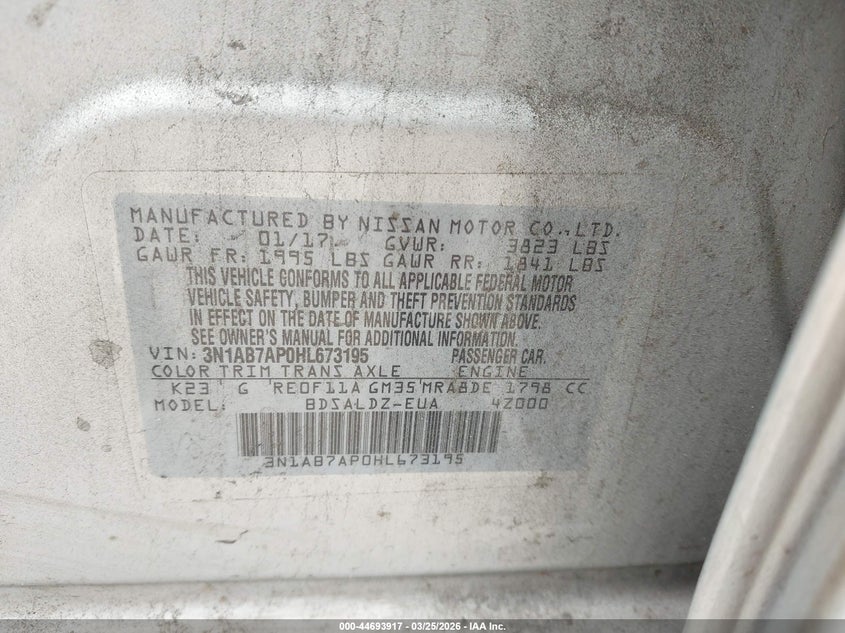 MANUFACTURED BY NISSAN MOTOR CO., LTD.
DATE: 01/17 GVWR: 3823 LBS
GAWR FR: 1995 LBS GAWR RR: 1841 LBS
THIS VEHICLE CONFORMS TO ALL APPLICABLE FEDERAL MOTOR
VEHICLE SAFETY, BUMPER AND THEFT PREVENTION STANDARDS
IN EFFECT ON THE DATE OF MANUFACTURE SHOWN ABOVE.
SEE OWNER'S MANUAL FOR ADDITIONAL INFORMATION.
VIN: 3N1AB7AP0HL673195 PASSENGER CAR
COLOR TRIM TRANS AXLE ENGINE
K23 G RE0F11A GM35 MRA8DE 1798 CC
MODEL: BDSALDZ-EUA 4Z000
3N1AB7AP0HL673195
000-44693917 | 03/25/2026 - IAA Inc.